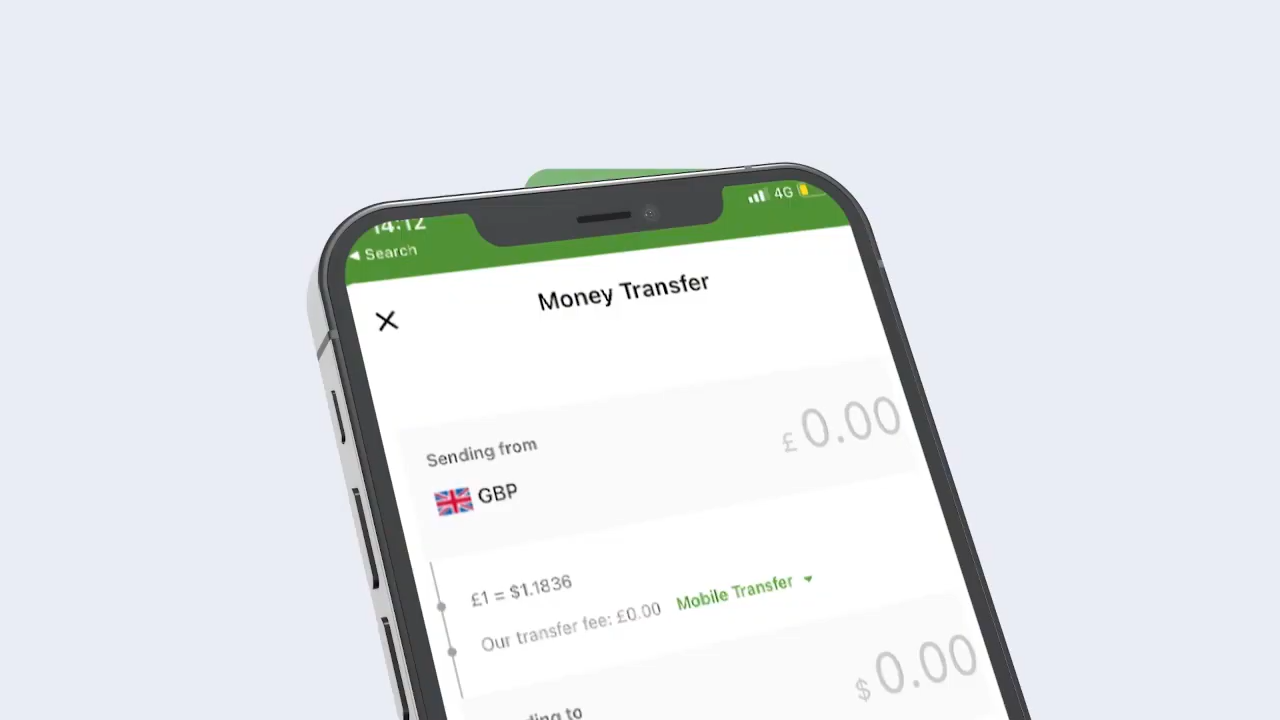 14:12
4G
Search
Money Transfer
£ 0.00
Sending from
GBP
£1 = $1.1836
Our transfer fee: £0.00 Mobile Transfer
$ 0.00
to